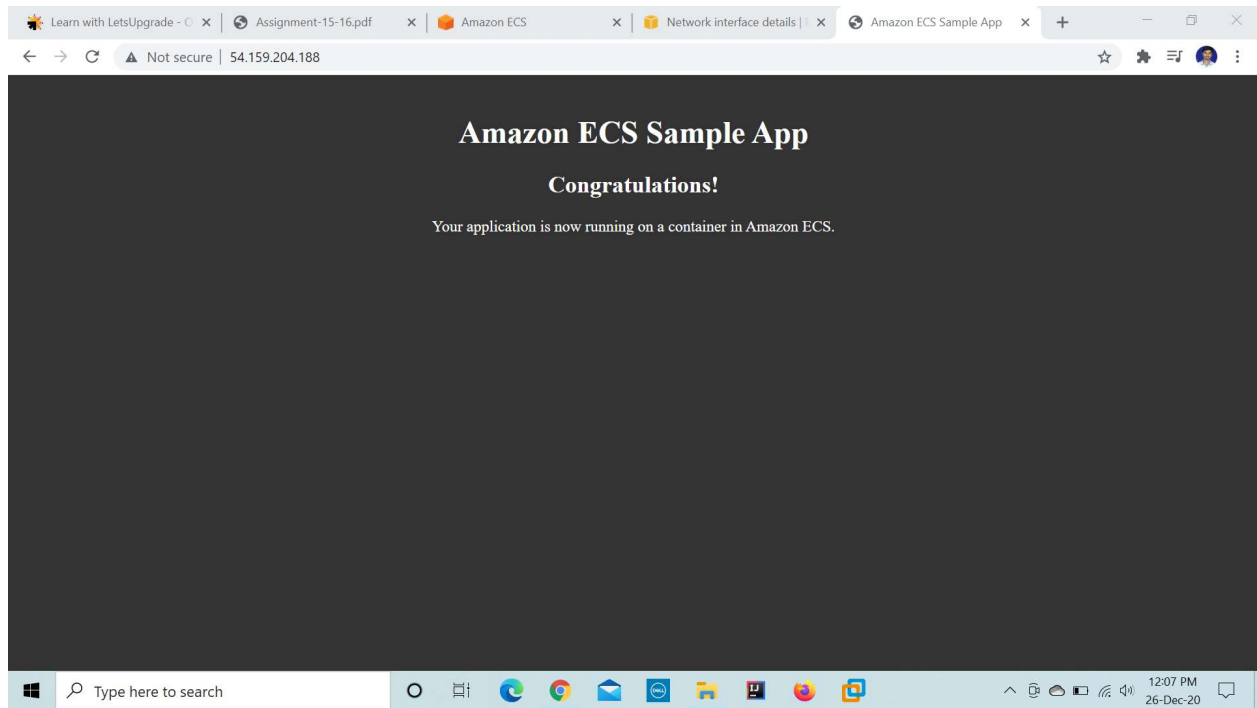 Learn with LetsUpgrade - O
Assignment-15-16.pdf
Amazon ECS
Network interface details |
Amazon ECS Sample App
Not secure | 54.159.204.188
Amazon ECS Sample App
Congratulations!
Your application is now running on a container in Amazon ECS.
Type here to search
DELL
IJ
12:07 PM
26-Dec-20